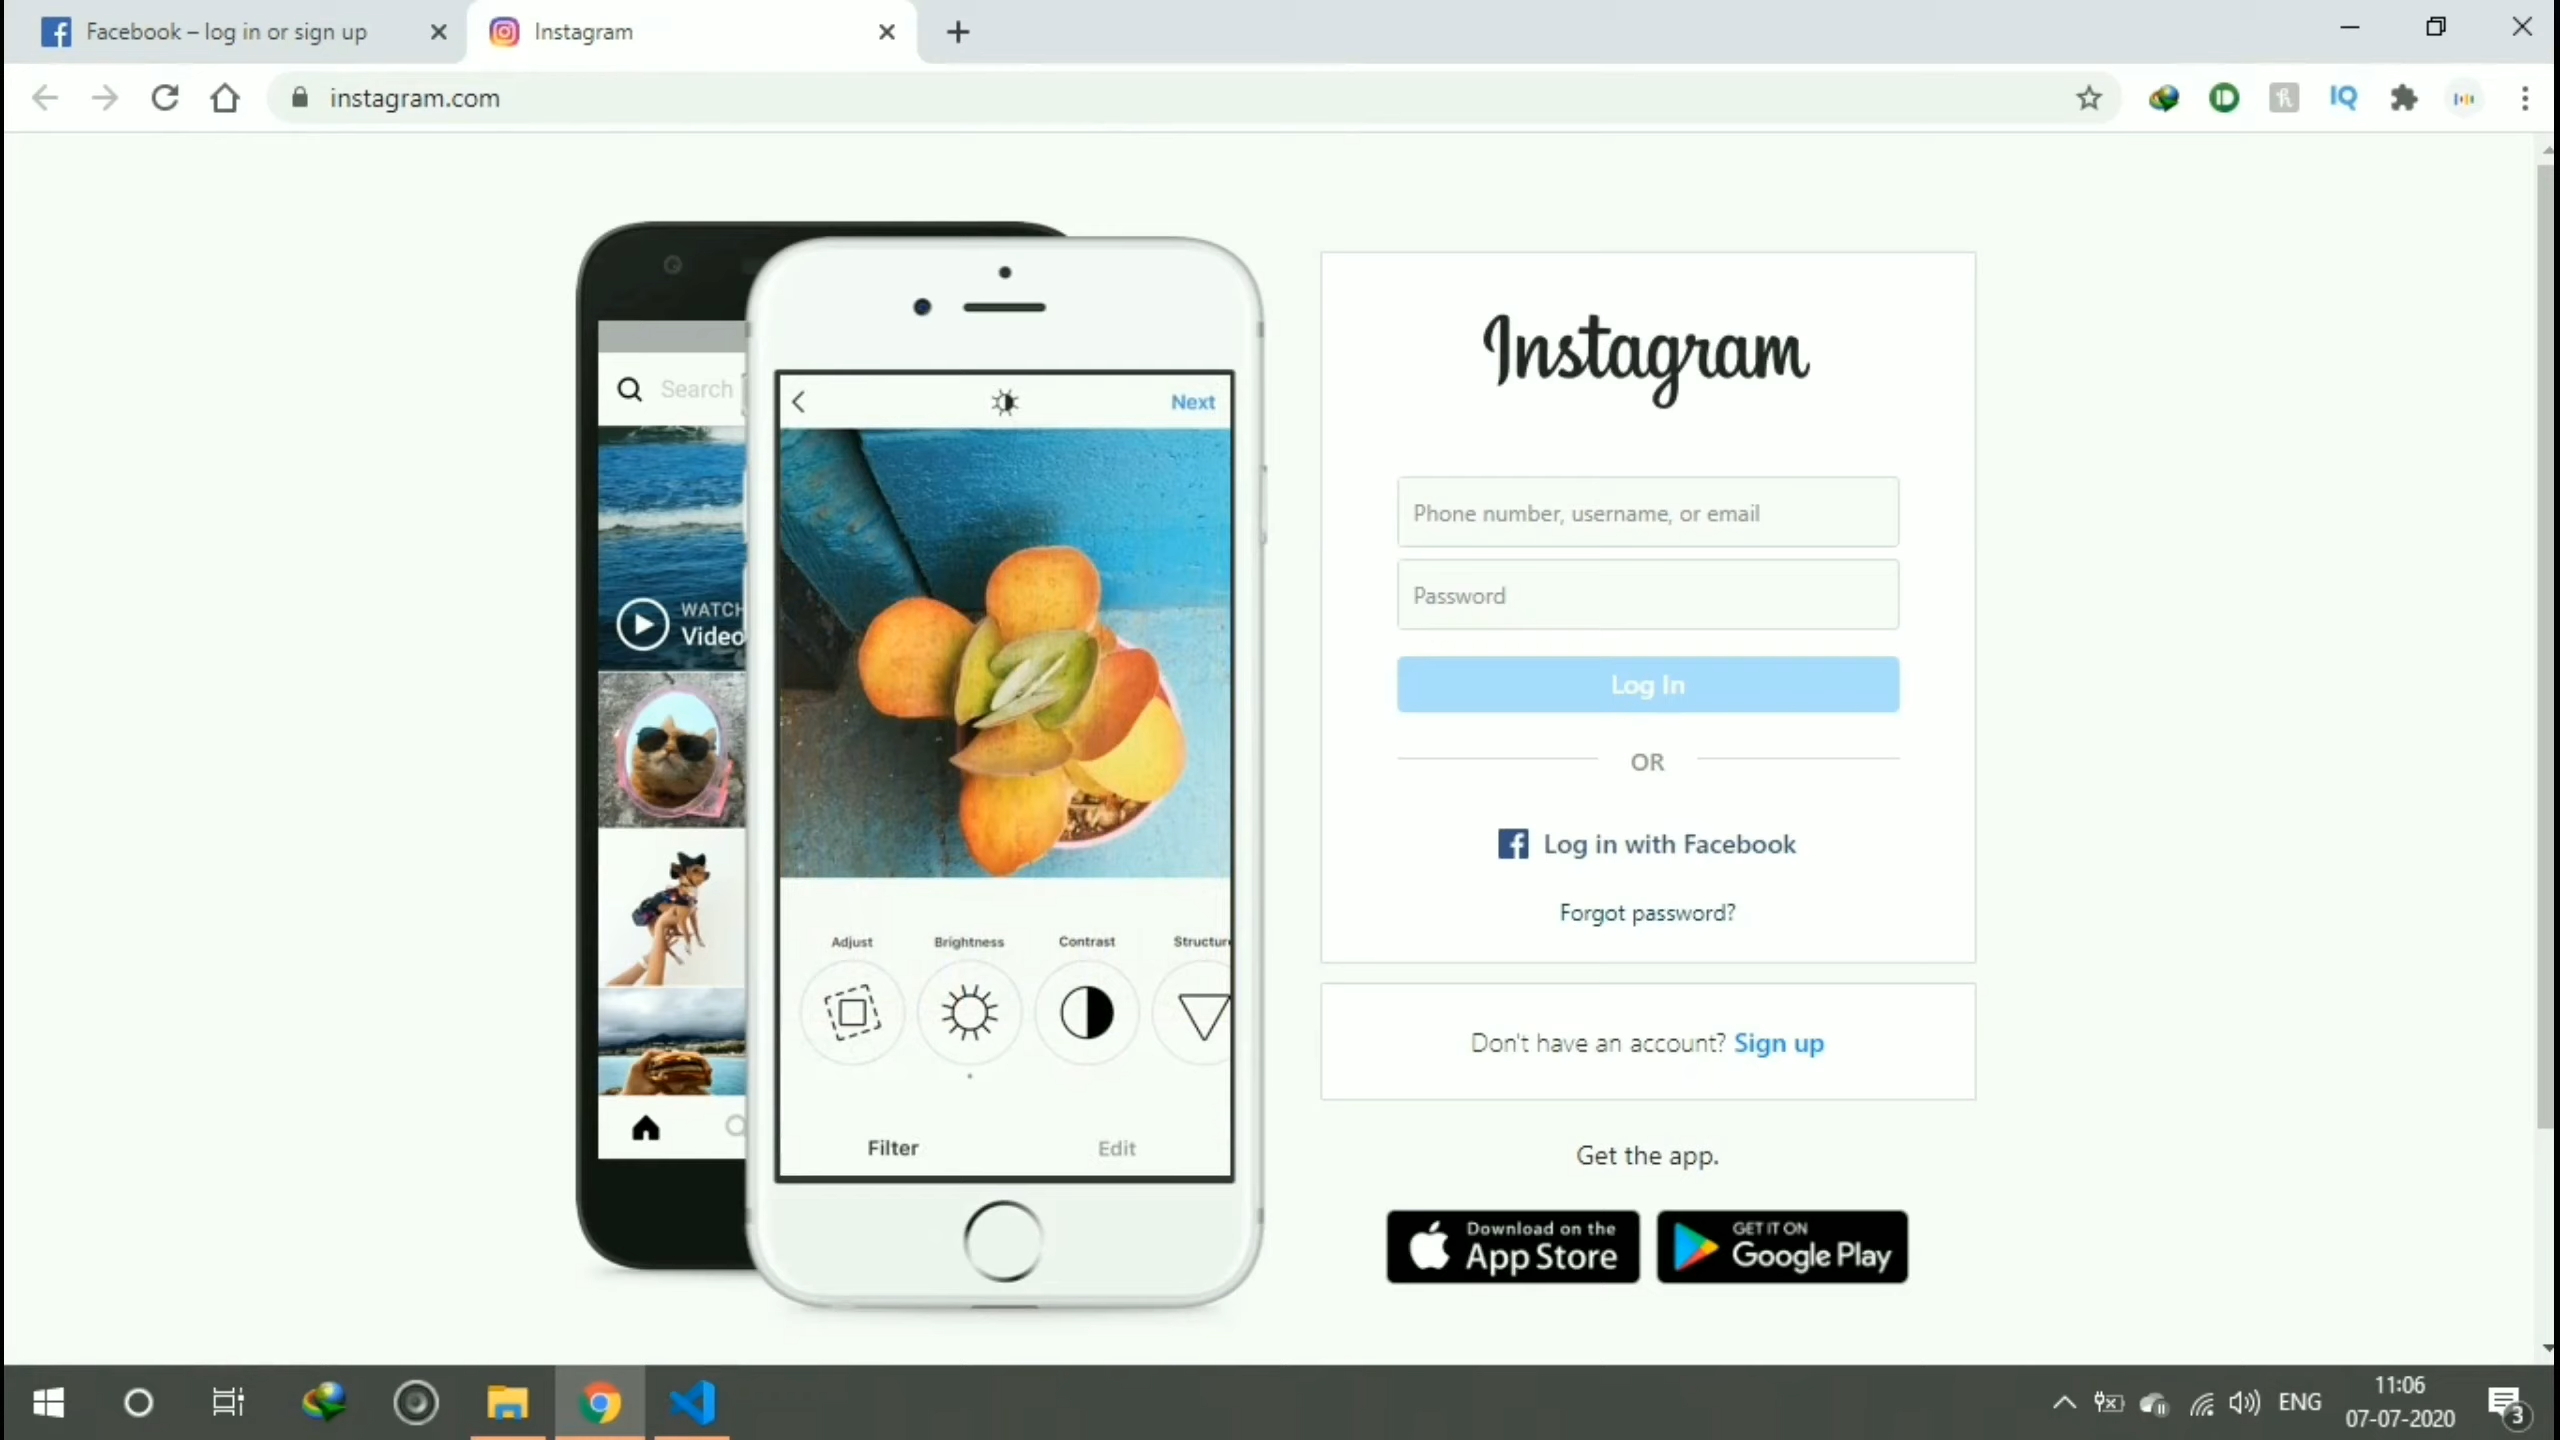 Facebook – log in or sign up
Instagram
instagram.com
IQ
Search
Next
WATCH
Video
Adjust
Brightness
Contrast
Filter
Edit
Instagram
Phone number, username, or email
Password
Log In
OR
Log in with Facebook
Forgot password?
Don't have an account? Sign up
Get the app.
Download on the
App Store
GET IT ON
Google Play
ENG
11:06
07-07-2020
3